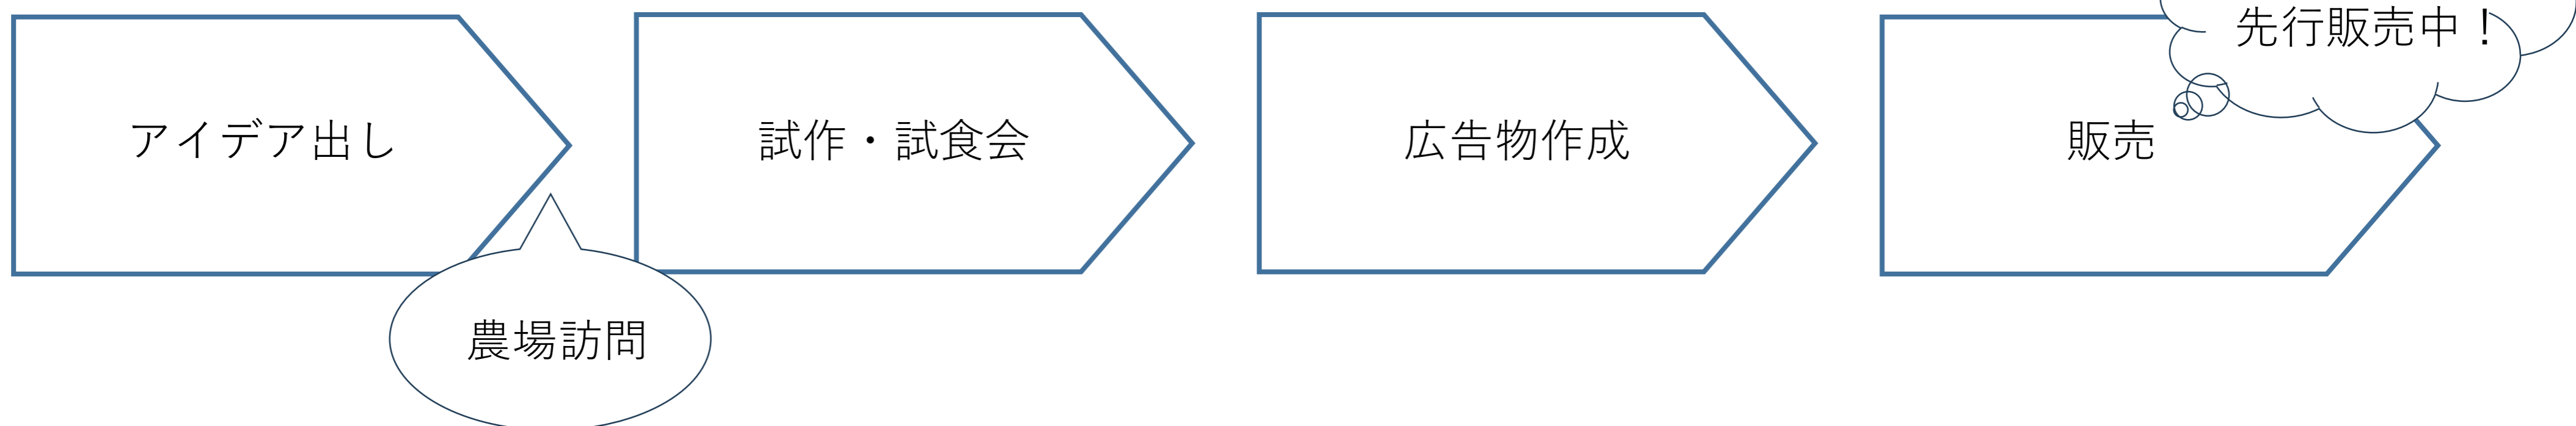 アイデア出し
農場訪問
試作・試食会
広告物作成
販売
先行販売中！